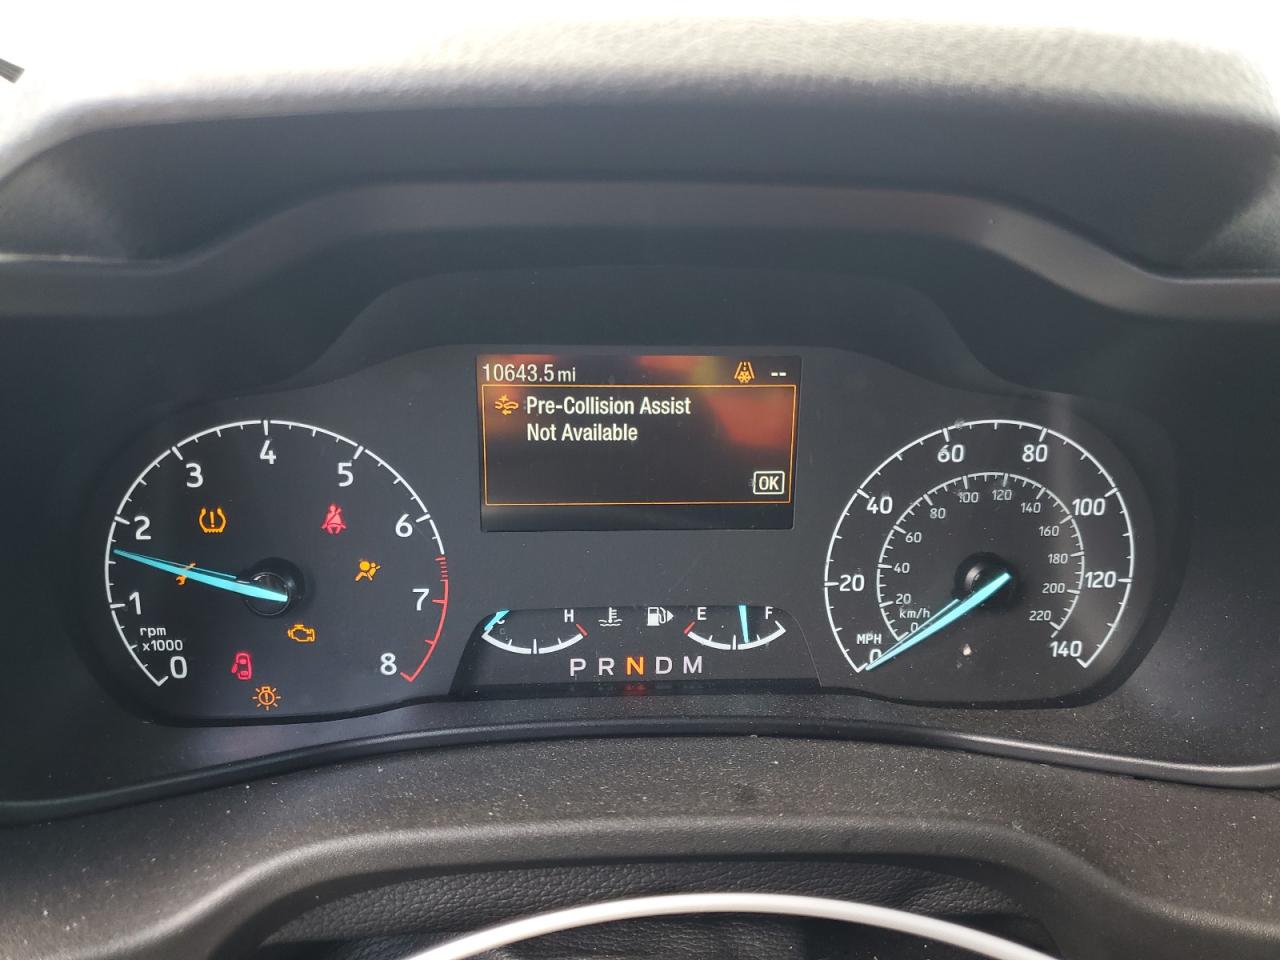 10643.5 mi --
Pre-Collision Assist
Not Available
OK
0 1 2 3 4 5 6 7 8
rpm
x1000
C H E F
P R N D M
0 20 40 60 80 100 120 140
MPH
0 20 40 60 80 100 120 140 160 180 200 220
km/h